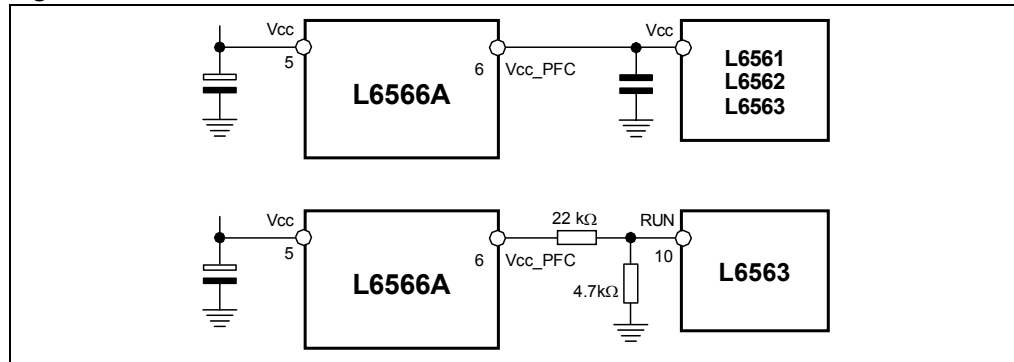 Vcc
5
L6566A
6
Vcc_PFC
Vcc
L6561
L6562
L6563
Vcc
5
L6566A
6
Vcc_PFC
22 kΩ
4.7kΩ
RUN
10
L6563